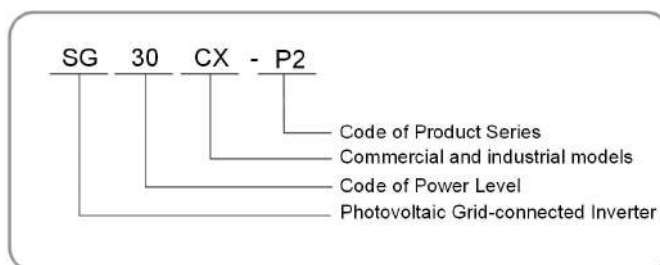 SG 30 CX - P2
Code of Product Series
Commercial and industrial models
Code of Power Level
Photovoltaic Grid-connected Inverter